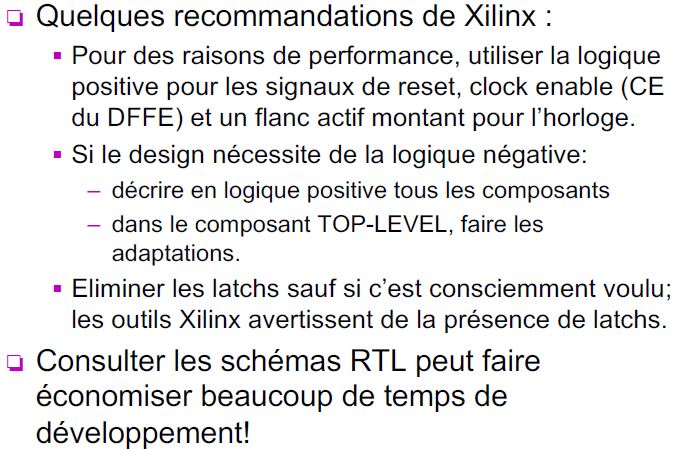 Quelques recommandations de Xilinx :
Pour des raisons de performance, utiliser la logique
positive pour les signaux de reset, clock enable (CE
du DFFE) et un flanc actif montant pour l’horloge.
Si le design nécessite de la logique négative:
– décrire en logique positive tous les composants
– dans le composant TOP-LEVEL, faire les
adaptations.
Eliminer les latchs sauf si c’est consciemment voulu;
les outils Xilinx avertissent de la présence de latchs.
Consulter les schémas RTL peut faire
économiser beaucoup de temps de
développement!